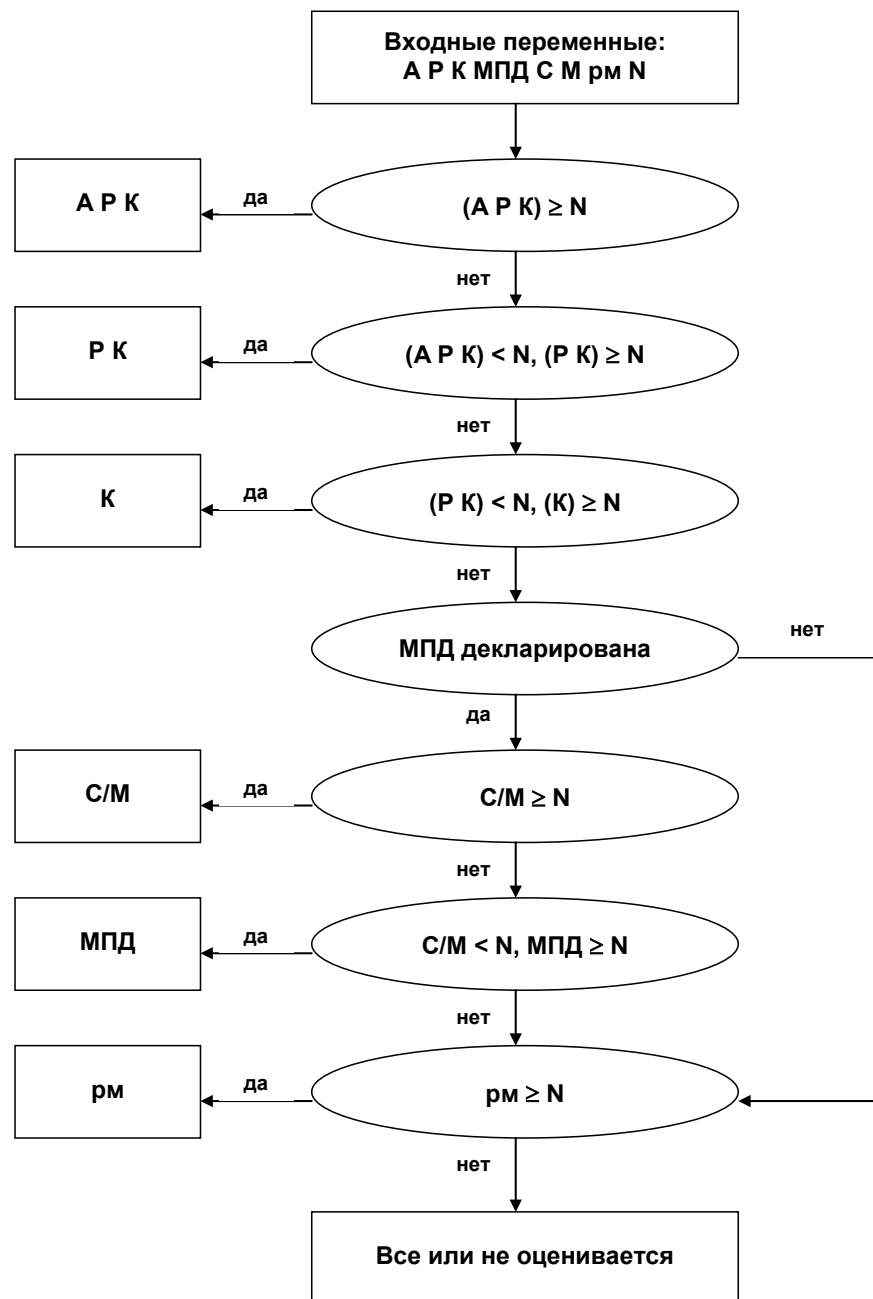 Входные переменные:
А Р К МПД С М рм N
А Р К
да
(А Р К) ≥ N
нет
Р К
да
(А Р К) < N, (Р К) ≥ N
нет
К
да
(Р К) < N, (К) ≥ N
нет
МПД декларирована
нет
да
С/М
да
С/М ≥ N
нет
МПД
да
С/М < N, МПД ≥ N
нет
рм
да
рм ≥ N
нет
Все или не оценивается